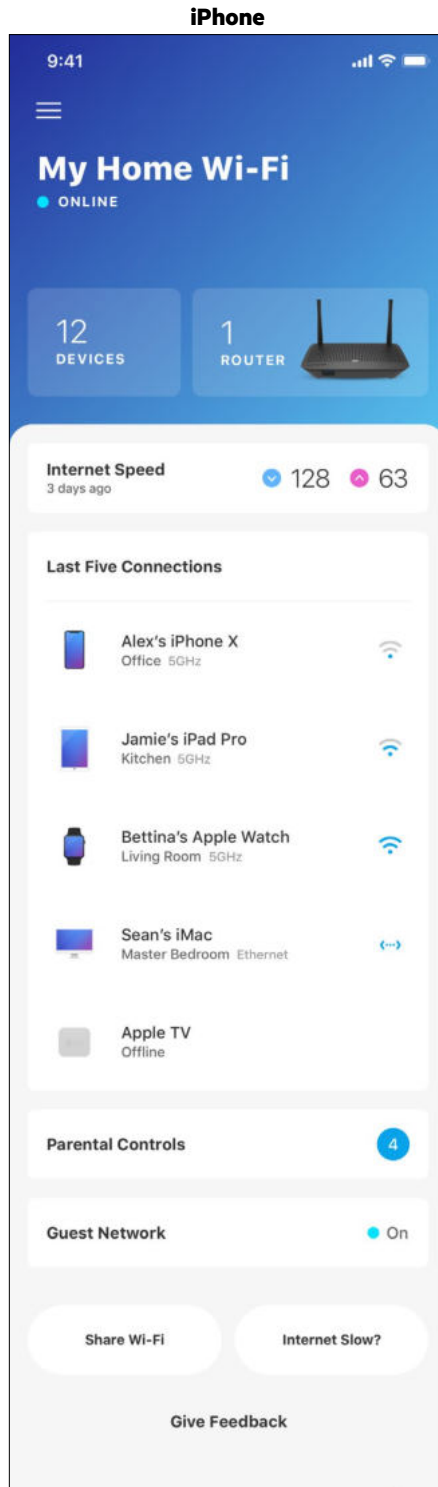 iPhone
9:41
My Home Wi-Fi
ONLINE
12
DEVICES
1
ROUTER
Internet Speed
3 days ago
128
63
Last Five Connections
Alex's iPhone X
Office 5GHz
Jamie's iPad Pro
Kitchen 5GHz
Bettina's Apple Watch
Living Room 5GHz
Sean's iMac
Master Bedroom Ethernet
Apple TV
Offline
Parental Controls
4
Guest Network
On
Share Wi-Fi
Internet Slow?
Give Feedback